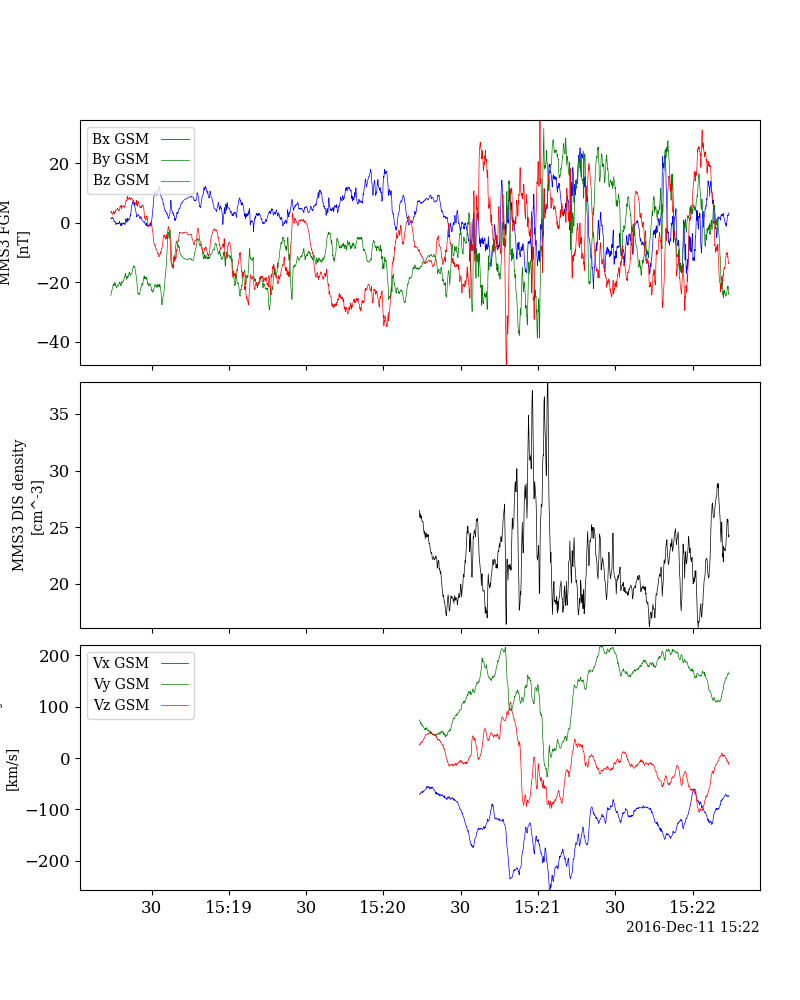 Bx GSM
By GSM
Bz GSM
20
0
−20
−40
MMS3 FGM
[nT]
35
30
25
20
MMS3 DIS density
[cm^-3]
Vx GSM
Vy GSM
Vz GSM
200
100
0
−100
−200
[km/s]
30 15:19 30 15:20 30 15:21 30 15:22
2016-Dec-11 15:22